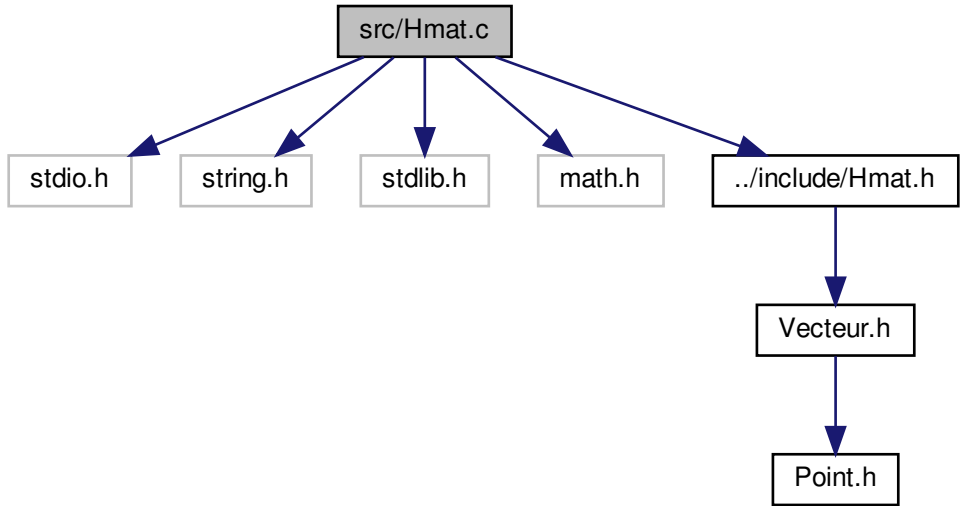 src/Hmat.c
stdio.h
string.h
stdlib.h
math.h
../include/Hmat.h
Vecteur.h
Point.h